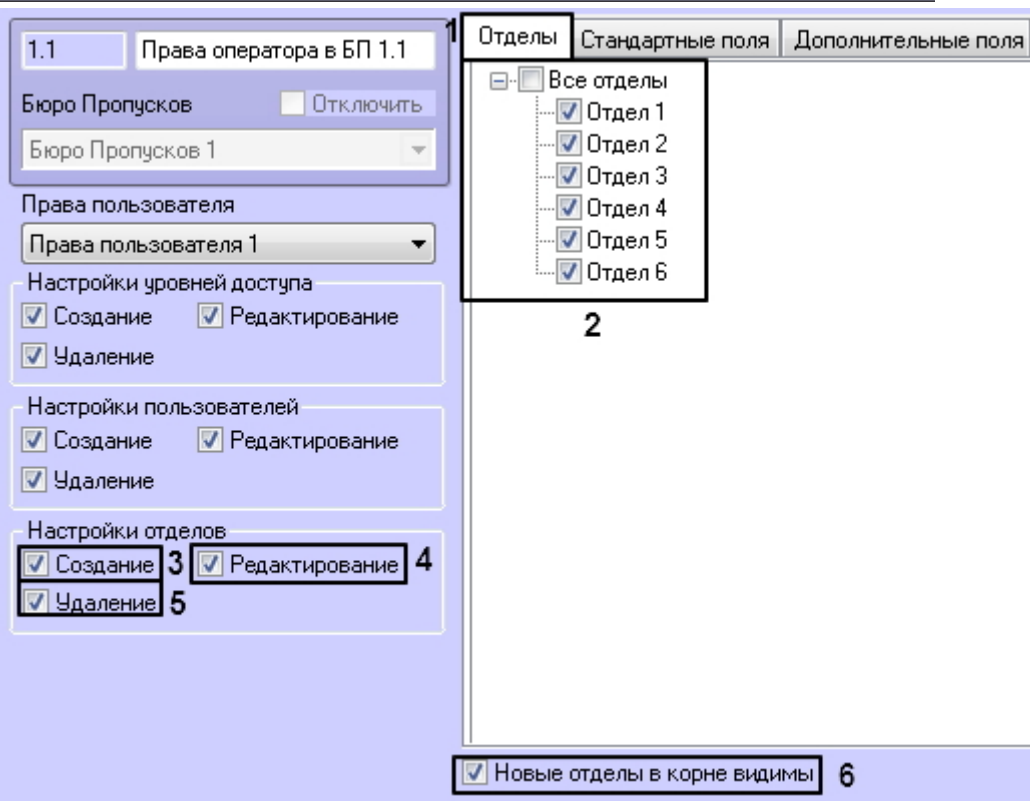 1.1 Права оператора в БП 1.1
Бюро Пропусков Отключить
Бюро Пропусков 1
Права пользователя
Права пользователя 1
Настройки уровней доступа
Создание Редактирование
Удаление
Настройки пользователей
Создание Редактирование
Удаление
Настройки отделов
Создание 3 Редактирование 4
Удаление 5
1 Отделы Стандартные поля Дополнительные поля
Все отделы
Отдел 1
Отдел 2
Отдел 3
Отдел 4
Отдел 5
Отдел 6
2
Новые отделы в корне видимы 6